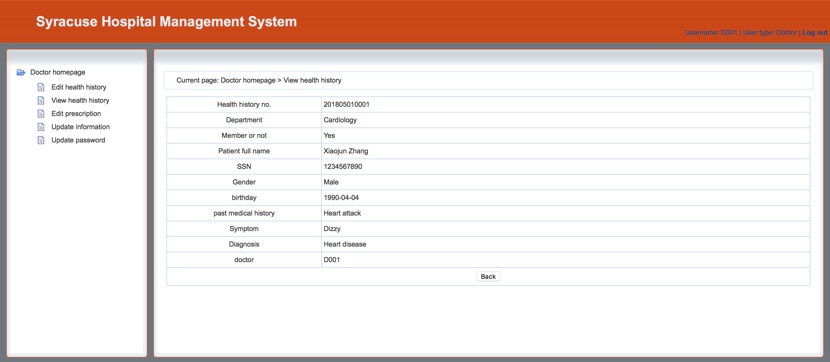 Syracuse Hospital Management System
Username: D001 | User type: Doctor | Log out
Doctor homepage
Edit health history
View health history
Edit prescription
Update information
Update password
Current page: Doctor homepage > View health history
Health history no. 201805010001
Department Cardiology
Member or not Yes
Patient full name Xiaojun Zhang
SSN 1234567890
Gender Male
birthday 1990-04-04
past medical history Heart attack
Symptom Dizzy
Diagnosis Heart disease
doctor D001
Back